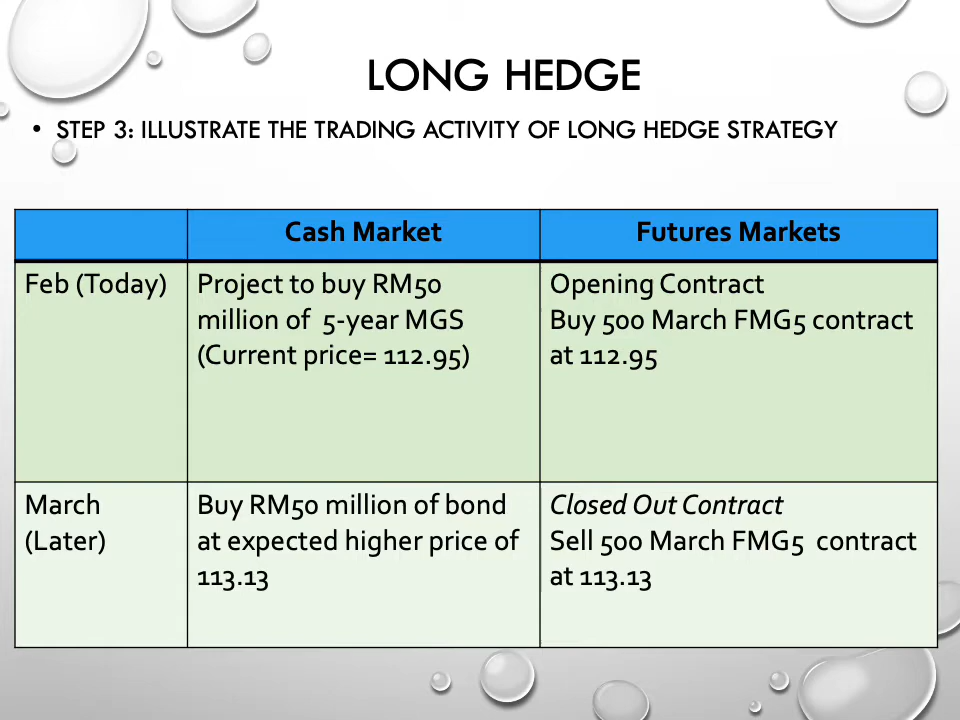 LONG HEDGE
• STEP 3: ILLUSTRATE THE TRADING ACTIVITY OF LONG HEDGE STRATEGY
Cash Market
Futures Markets
Feb (Today)
Project to buy RM50
million of 5-year MGS
(Current price= 112.95)
Opening Contract
Buy 500 March FMG5 contract
at 112.95
March
(Later)
Buy RM50 million of bond
at expected higher price of
113.13
Closed Out Contract
Sell 500 March FMG5 contract
at 113.13